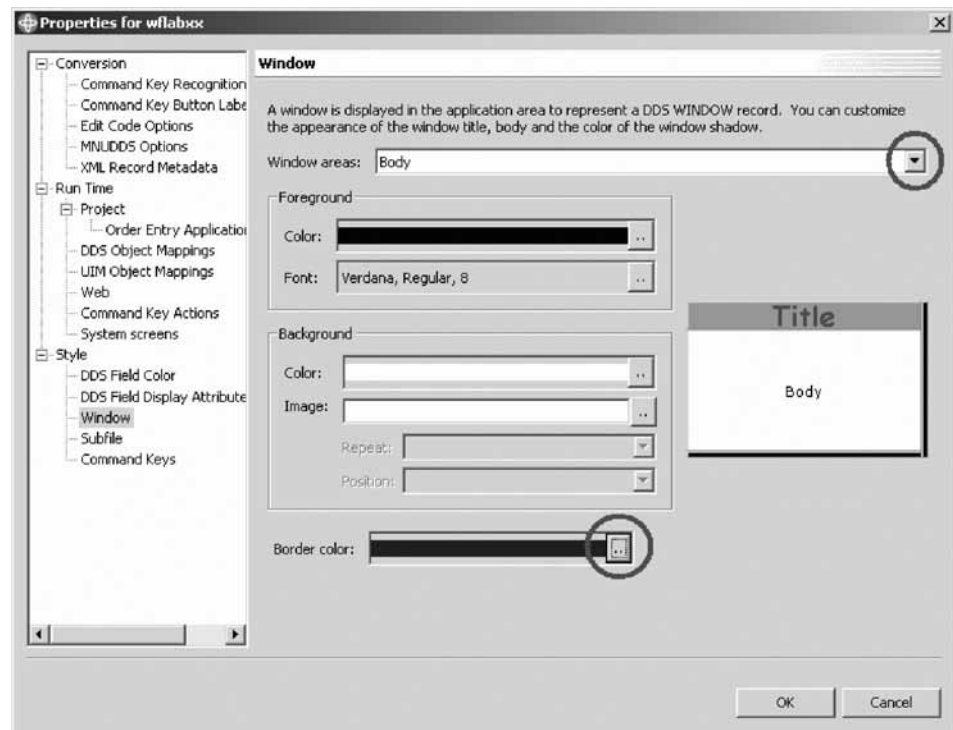 Properties for wflabxx
Conversion
Command Key Recognition
Command Key Button Labe
Edit Code Options
MNUDDS Options
XML Record Metadata
Run Time
Project
Order Entry Application
DDS Object Mappings
UIM Object Mappings
Web
Command Key Actions
System screens
Style
DDS Field Color
DDS Field Display Attribute
Window
Subfile
Command Keys
Window
A window is displayed in the application area to represent a DDS WINDOW record. You can customize
the appearance of the window title, body and the color of the window shadow.
Window areas: Body
Foreground
Color: ..
Font: Verdana, Regular, 8 ..
Background
Color: ..
Image: ..
Repeat:
Position:
Border color: ..
Title
Body
OK Cancel